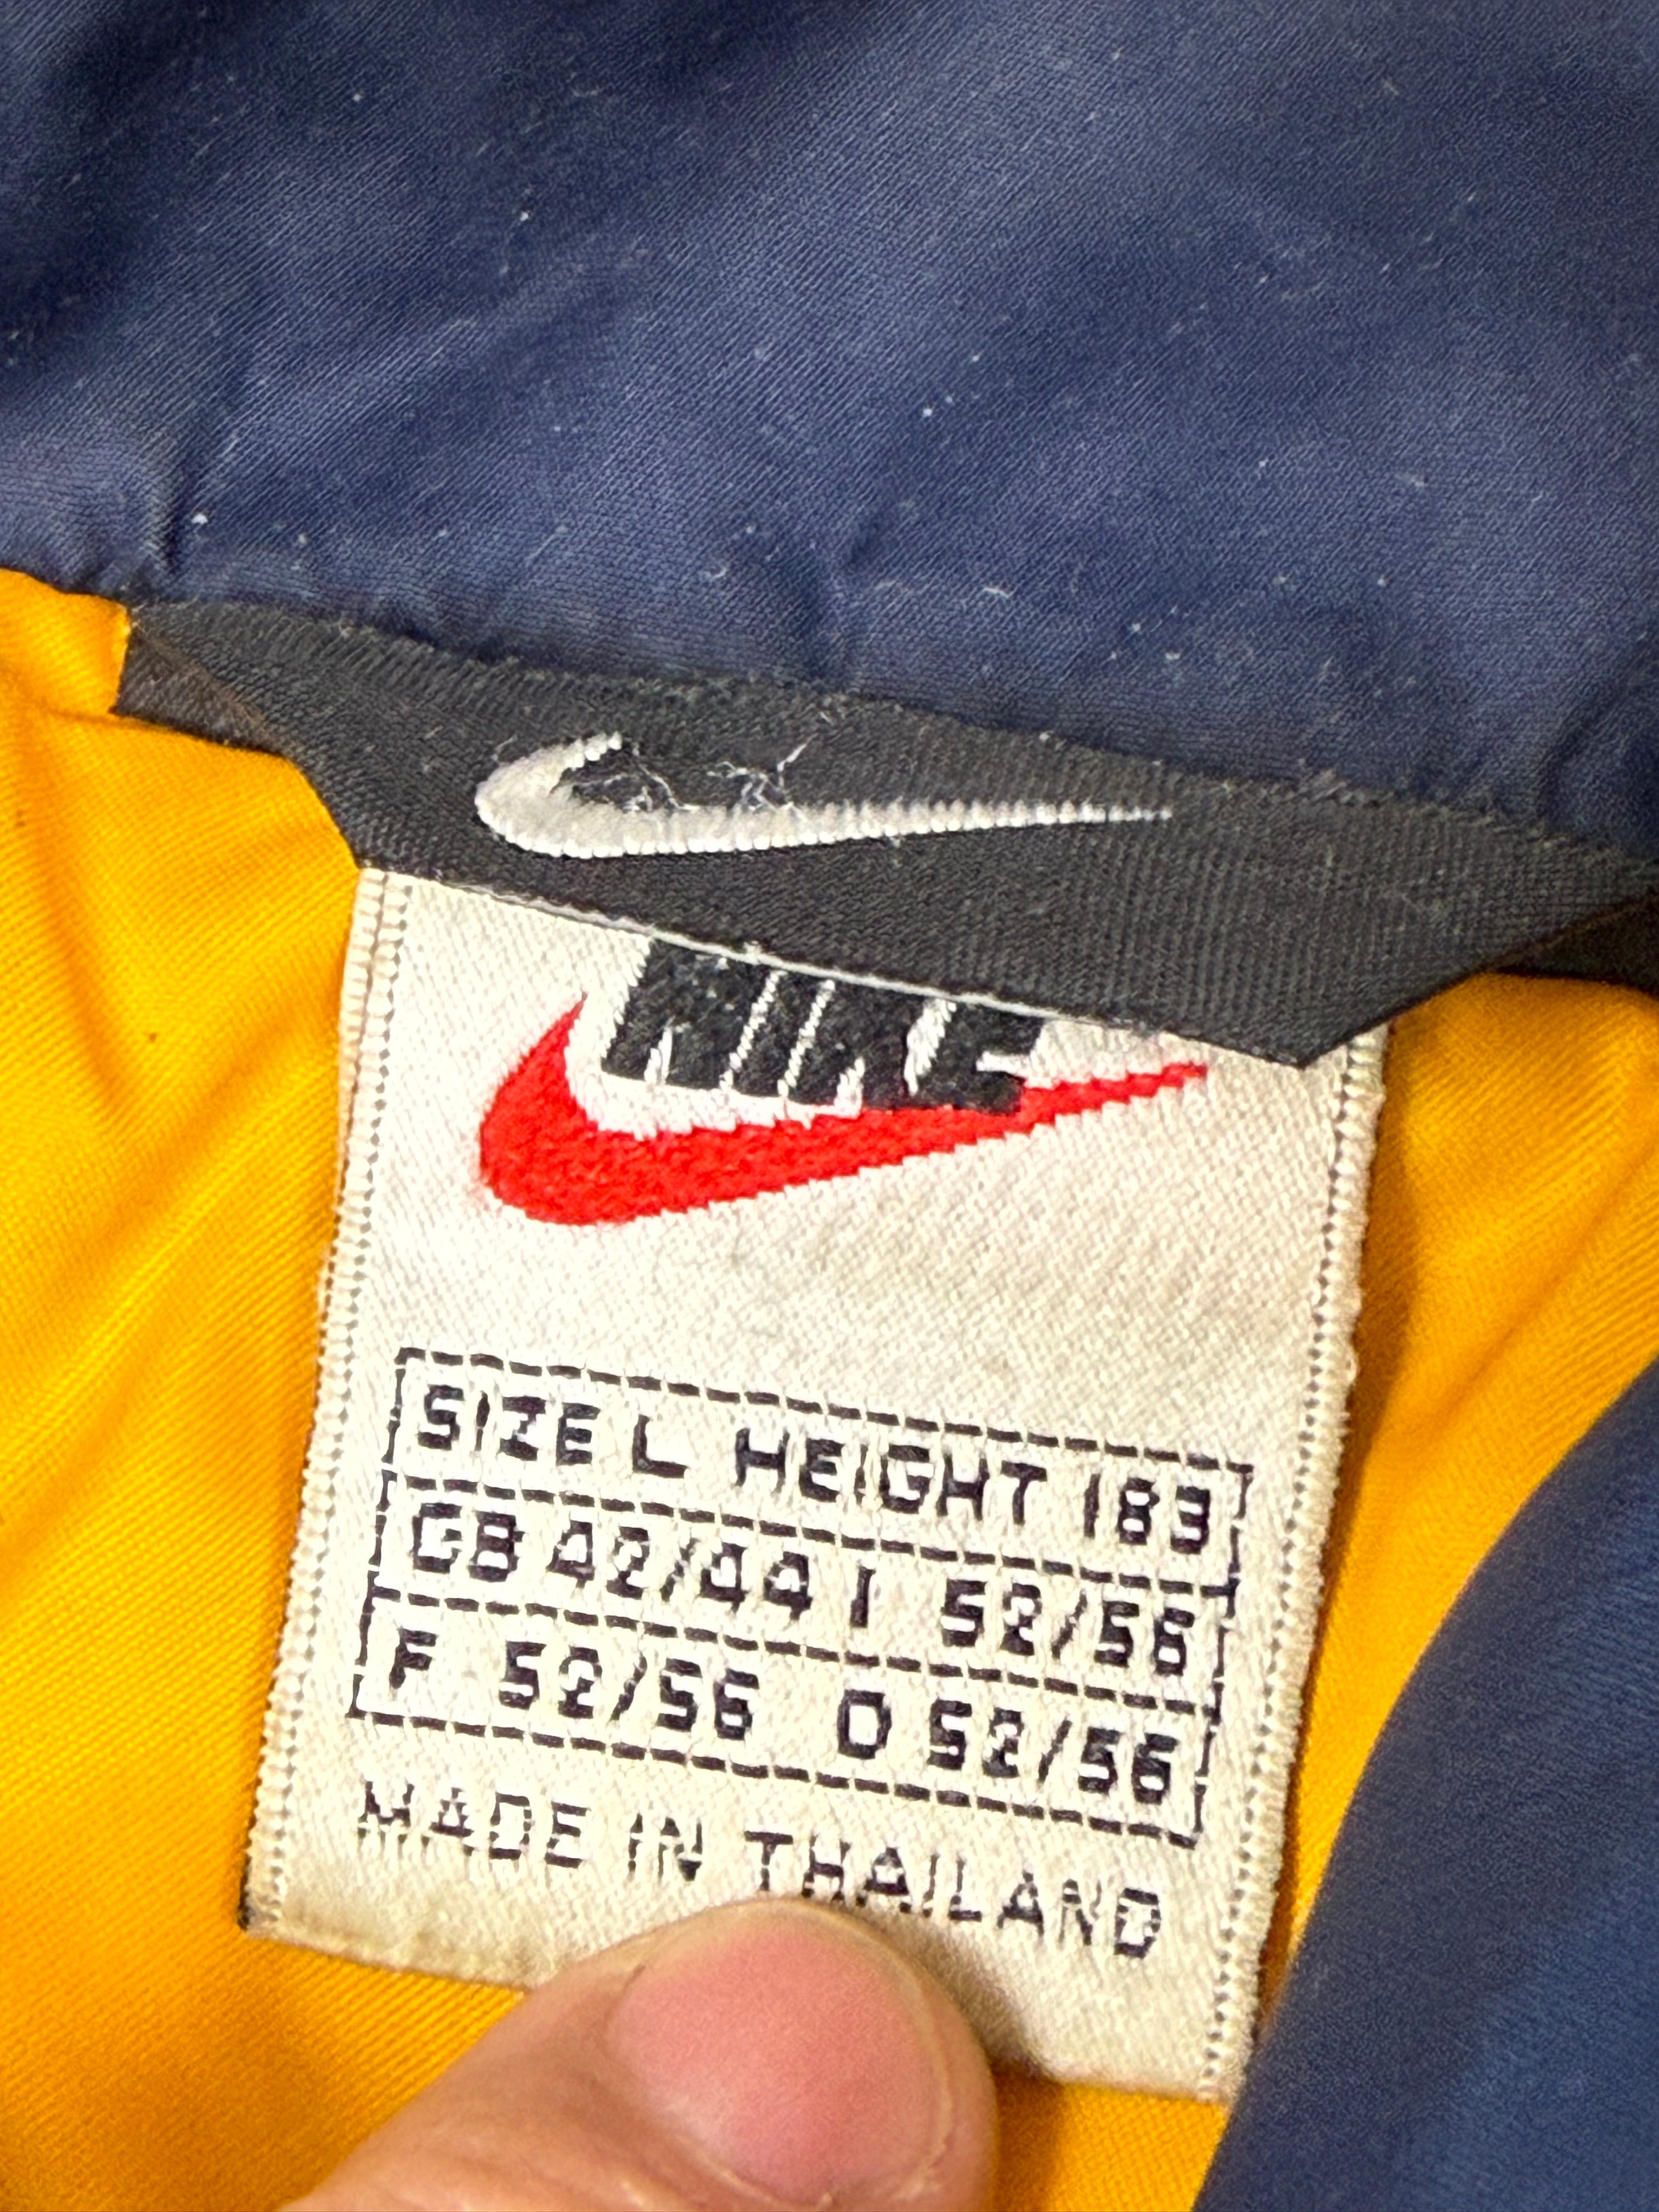 NIKE
SIZE L HEIGHT 183
GB 42/44 I 52/56
F 52/56 D 52/56
MADE IN THAILAND